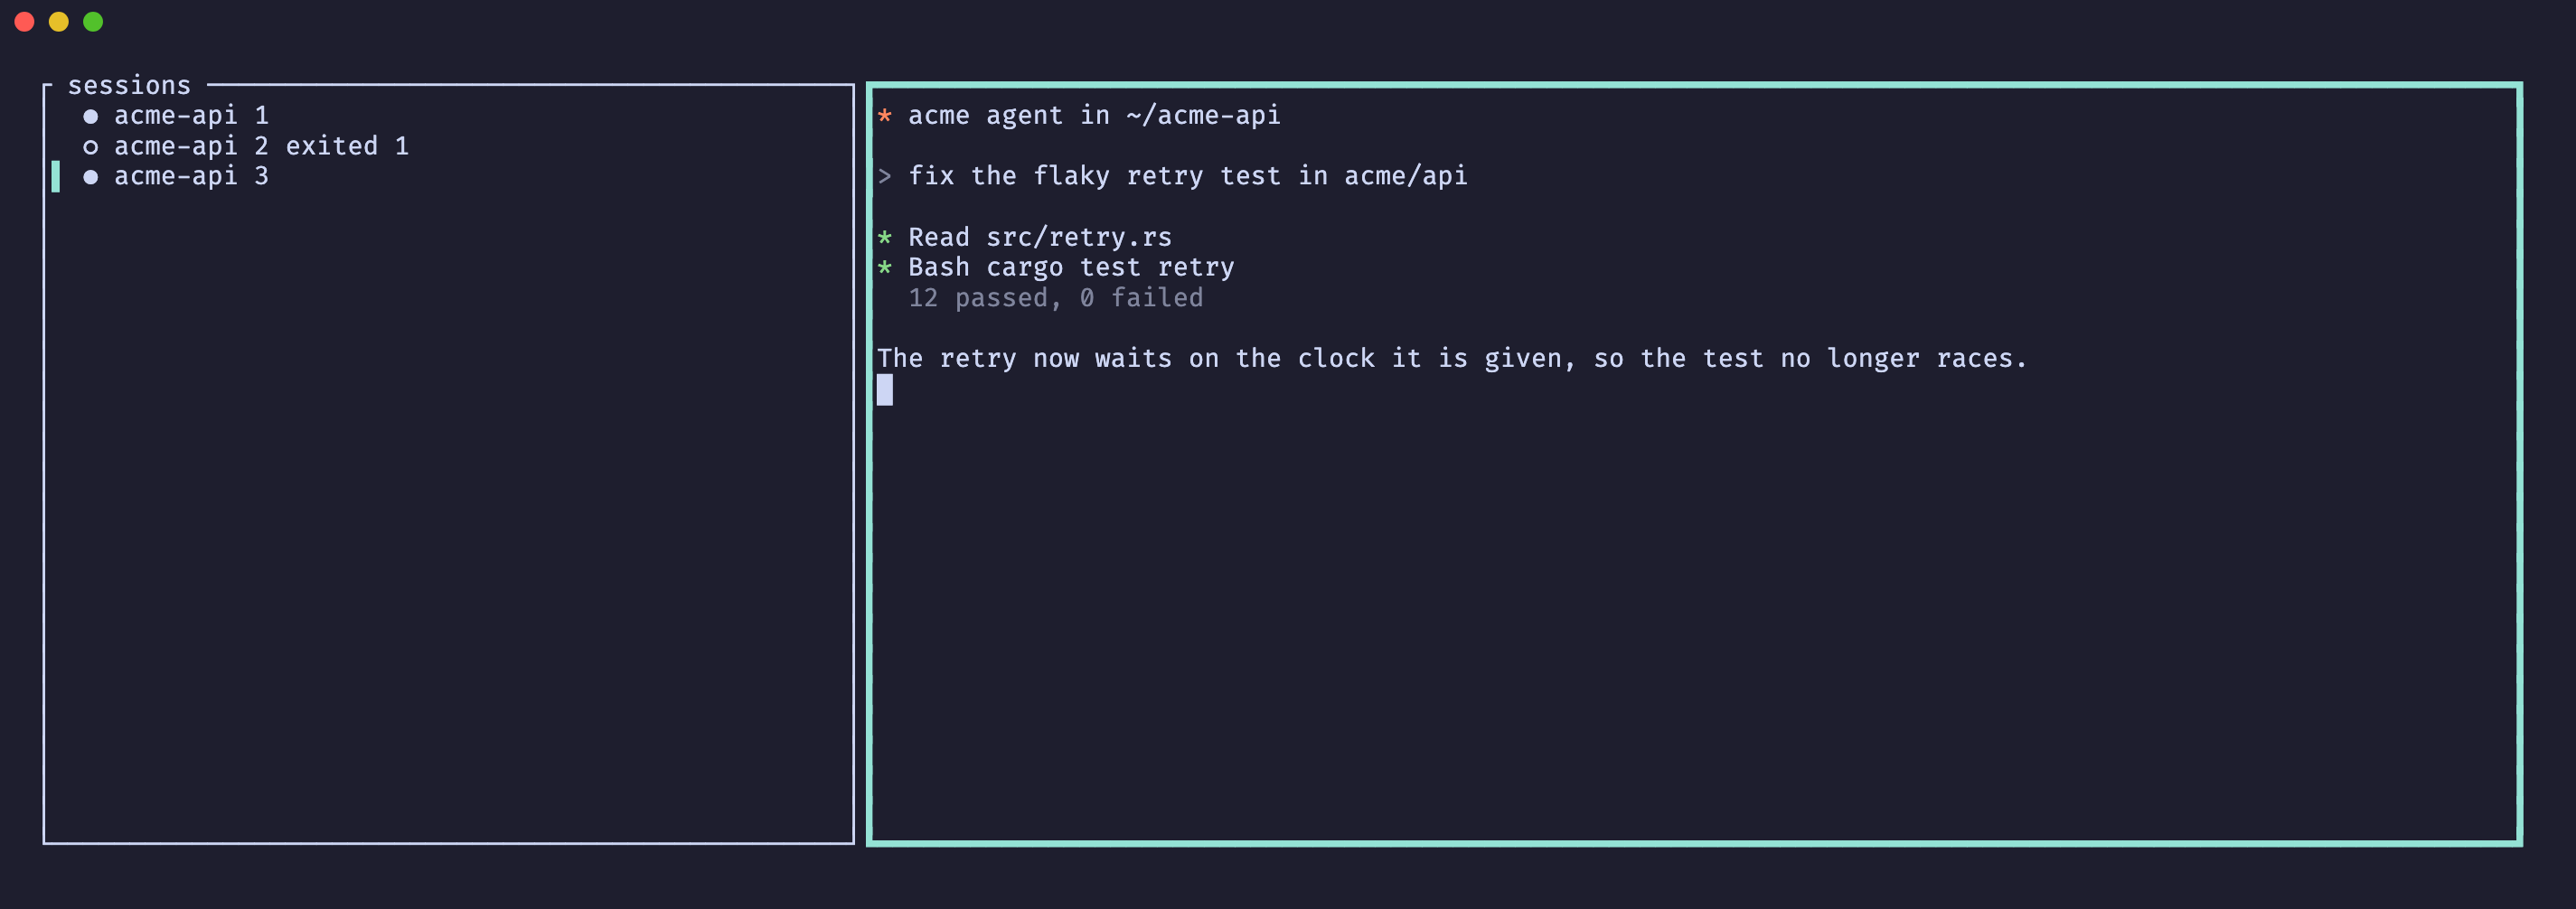 sessions
● acme-api 1
○ acme-api 2 exited 1
● acme-api 3
* acme agent in ~/acme-api
> fix the flaky retry test in acme/api
* Read src/retry.rs
* Bash cargo test retry
12 passed, 0 failed
The retry now waits on the clock it is given, so the test no longer races.